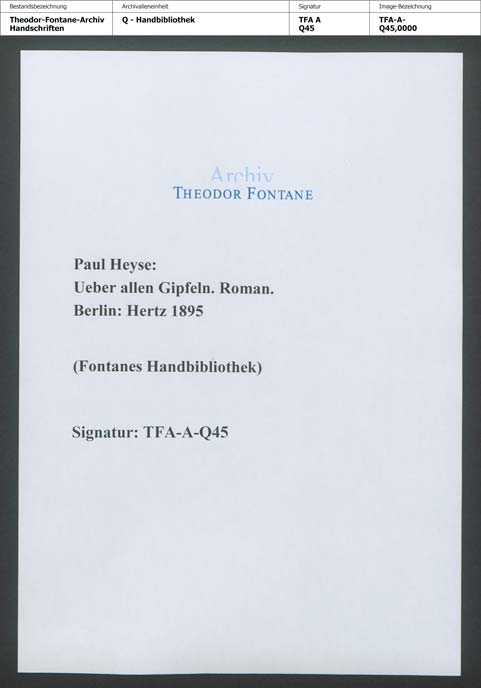 Bestandsbezeichnung Archivalieneinheit Signatur Image-Bezeichnung
Theodor-Fontane-Archiv Q - Handbibliothek TFA A TFA-A-
Handschriften Q45 Q45,0000
Archiv
THEODOR FONTANE
Paul Heyse:
Ueber allen Gipfeln. Roman.
Berlin: Hertz 1895
(Fontanes Handbibliothek)
Signatur: TFA-A-Q45